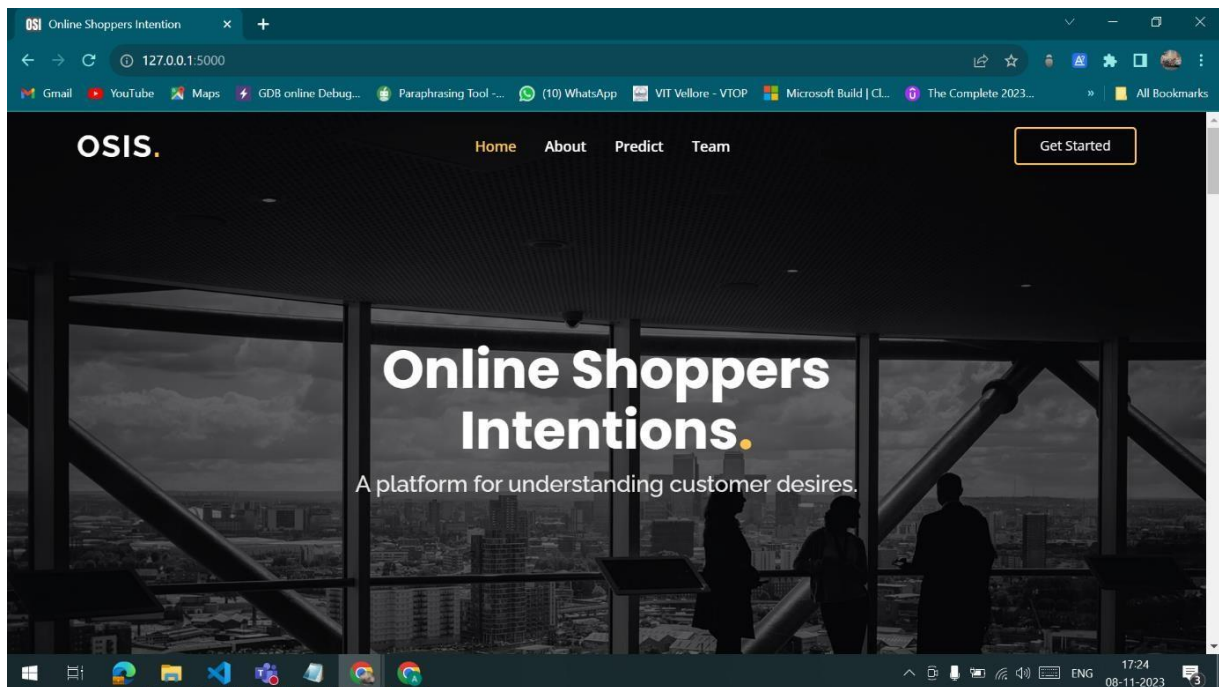 OSI Online Shoppers Intention
127.0.0.1:5000
Gmail YouTube Maps GDB online Debug... Paraphrasing Tool -... (10) WhatsApp VIT Vellore - VTOP Microsoft Build | Cl... The Complete 2023... » All Bookmarks
OSIS. Home About Predict Team Get Started
Online Shoppers
Intentions.
A platform for understanding customer desires.
ENG 17:24
08-11-2023 3